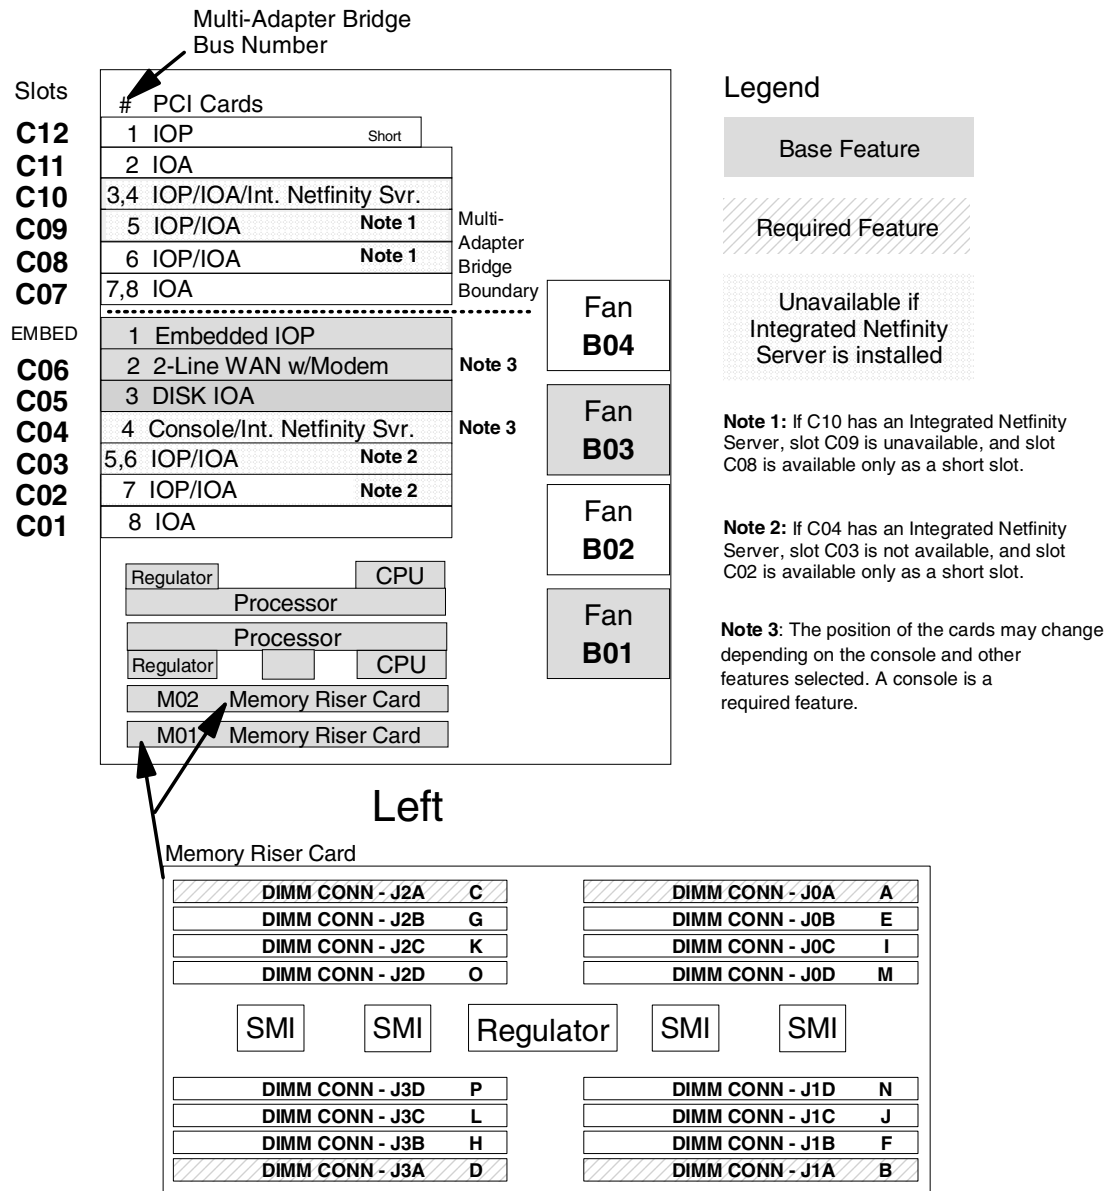 Multi-Adapter Bridge
Bus Number
Slots
# PCI Cards
C12 1 IOP Short
C11 2 IOA
C10 3,4 IOP/IOA/Int. Netfinity Svr.
C09 5 IOP/IOA Note 1
C08 6 IOP/IOA Note 1
C07 7,8 IOA
Multi-
Adapter
Bridge
Boundary
EMBED 1 Embedded IOP
C06 2 2-Line WAN w/Modem Note 3
C05 3 DISK IOA
C04 4 Console/Int. Netfinity Svr. Note 3
C03 5,6 IOP/IOA Note 2
C02 7 IOP/IOA Note 2
C01 8 IOA
Regulator CPU
Processor
Processor
Regulator CPU
M02 Memory Riser Card
M01 Memory Riser Card
Fan
B04
Fan
B03
Fan
B02
Fan
B01
Legend
Base Feature
Required Feature
Unavailable if
Integrated Netfinity
Server is installed
Note 1: If C10 has an Integrated Netfinity
Server, slot C09 is unavailable, and slot
C08 is available only as a short slot.
Note 2: If C04 has an Integrated Netfinity
Server, slot C03 is not available, and slot
C02 is available only as a short slot.
Note 3: The position of the cards may change
depending on the console and other
features selected. A console is a
required feature.
Left
Memory Riser Card
DIMM CONN - J2A C
DIMM CONN - J2B G
DIMM CONN - J2C K
DIMM CONN - J2D O
DIMM CONN - J0A A
DIMM CONN - J0B E
DIMM CONN - J0C I
DIMM CONN - J0D M
SMI SMI Regulator SMI SMI
DIMM CONN - J3D P
DIMM CONN - J3C L
DIMM CONN - J3B H
DIMM CONN - J3A D
DIMM CONN - J1D N
DIMM CONN - J1C J
DIMM CONN - J1B F
DIMM CONN - J1A B